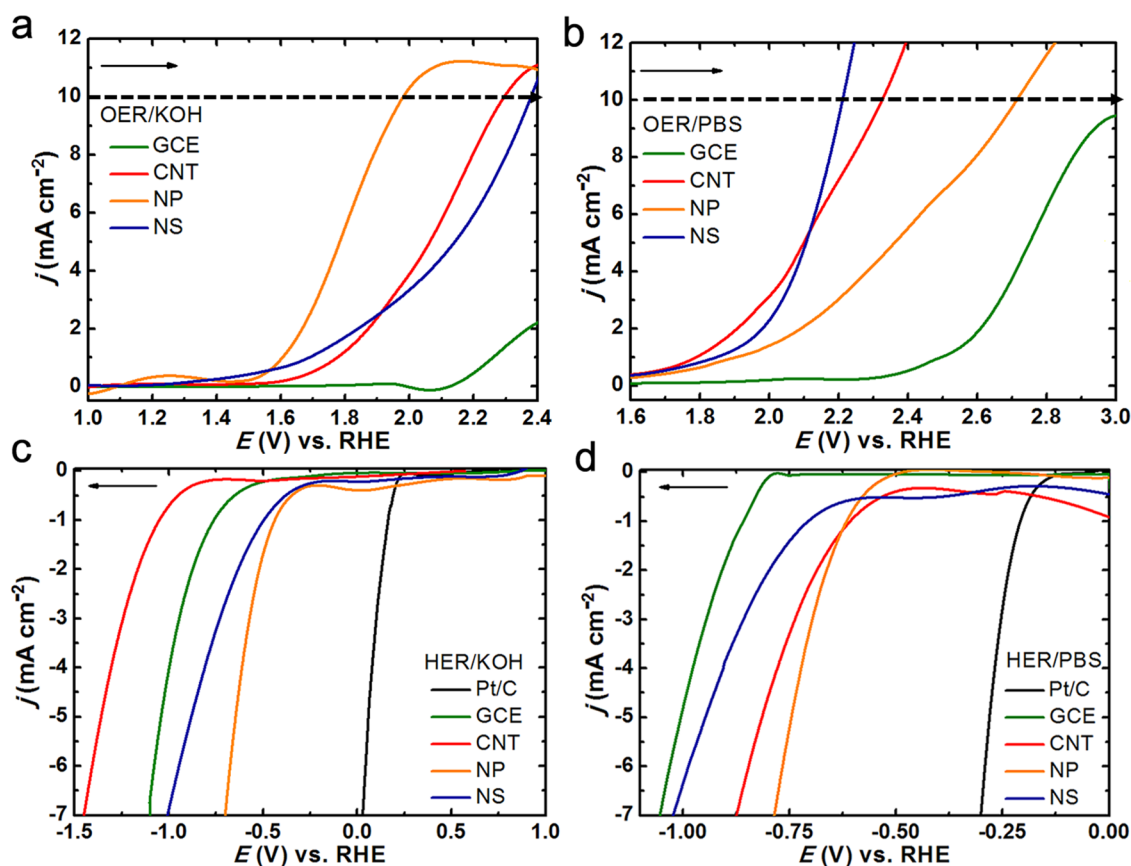 a
12
10
8
6
4
2
0
j (mA cm⁻²)
OER/KOH
GCE
CNT
NP
NS
1.0 1.2 1.4 1.6 1.8 2.0 2.2 2.4
E (V) vs. RHE
b
12
10
8
6
4
2
0
j (mA cm⁻²)
OER/PBS
GCE
CNT
NP
NS
1.6 1.8 2.0 2.2 2.4 2.6 2.8 3.0
E (V) vs. RHE
c
0
-1
-2
-3
-4
-5
-6
-7
j (mA cm⁻²)
HER/KOH
Pt/C
GCE
CNT
NP
NS
-1.5 -1.0 -0.5 0.0 0.5 1.0
E (V) vs. RHE
d
0
-1
-2
-3
-4
-5
-6
-7
j (mA cm⁻²)
HER/PBS
Pt/C
GCE
CNT
NP
NS
-1.00 -0.75 -0.50 -0.25 0.00
E (V) vs. RHE